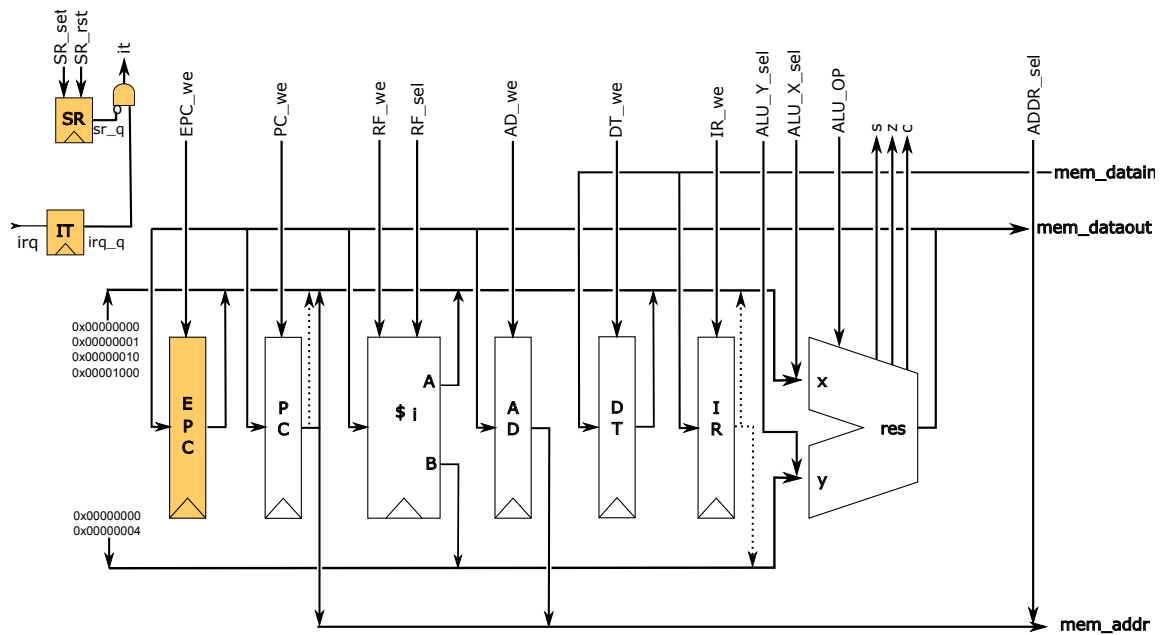 SR_set
SR_rst
it
SR
sr_q
irq
IT
irq_q
EPC_we
PC_we
RF_we
RF_sel
AD_we
DT_we
IR_we
ALU_Y_sel
ALU_X_sel
ALU_OP
s
z
c
ADDR_sel
mem_datain
mem_dataout
0x00000000
0x00000001
0x00000010
0x00001000
E
P
C
P
C
$ i
A
B
A
D
D
T
I
R
x
y
res
0x00000000
0x00000004
mem_addr